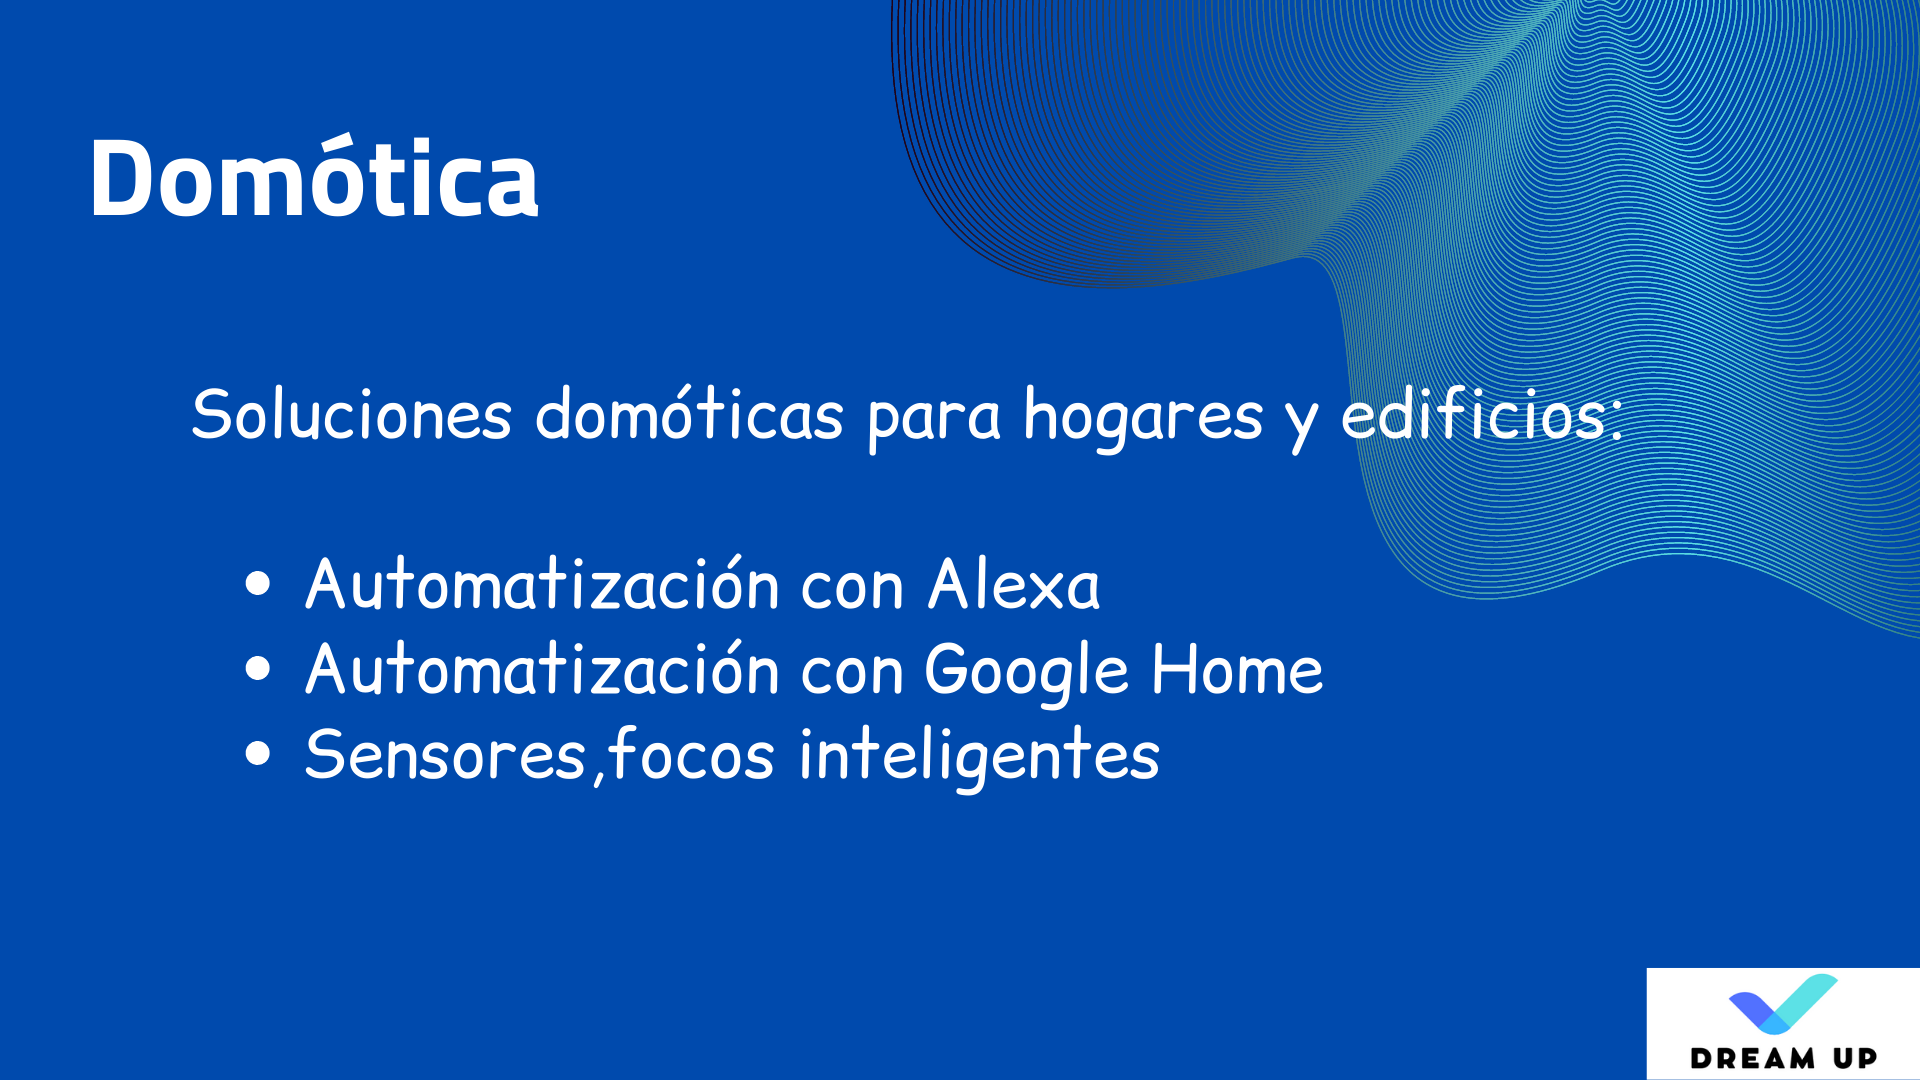 Domótica
Soluciones domóticas para hogares y edificios:
• Automatización con Alexa
• Automatización con Google Home
• Sensores,focos inteligentes
DREAM UP